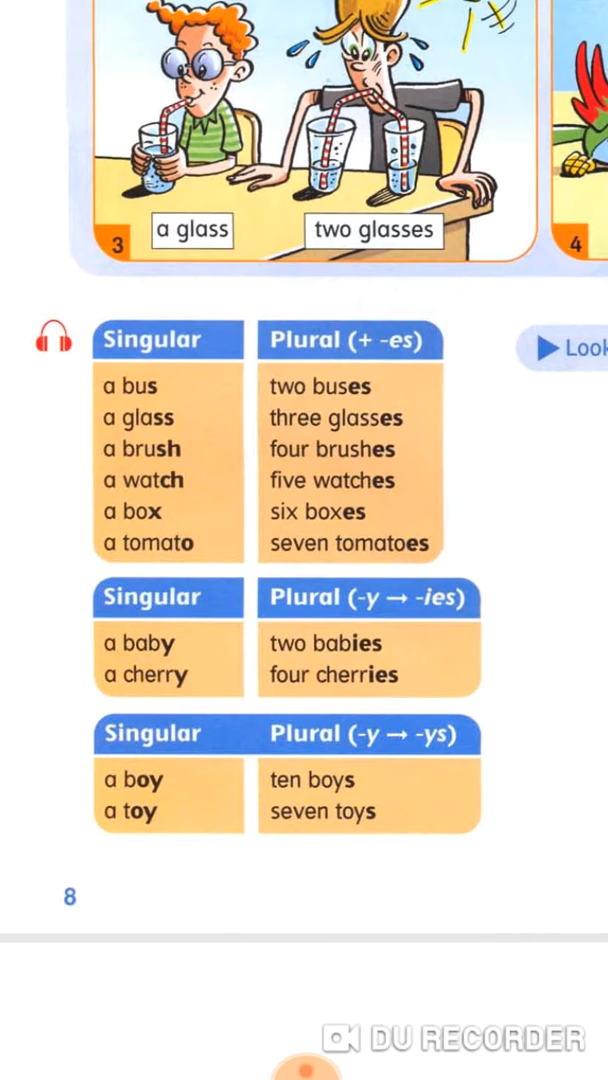 a glass
two glasses
3
4
Singular Plural (+ -es)
Look
a bus two buses
a glass three glasses
a brush four brushes
a watch five watches
a box six boxes
a tomato seven tomatoes
Singular Plural (-y → -ies)
a baby two babies
a cherry four cherries
Singular Plural (-y → -ys)
a boy ten boys
a toy seven toys
8
DU RECORDER